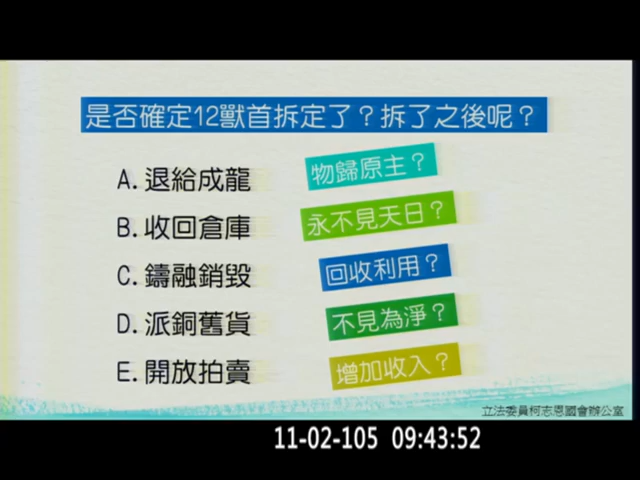 是否確定12獸首拆定了？拆了之後呢？
A.退給成龍 物歸原主？
B.收回倉庫 永不見天日？
C.鑄融銷毀 回收利用？
D.派銅舊貨 不見為淨？
E.開放拍賣 增加收入？
立法委員柯志恩國會辦公室
11-02-105 09:43:52